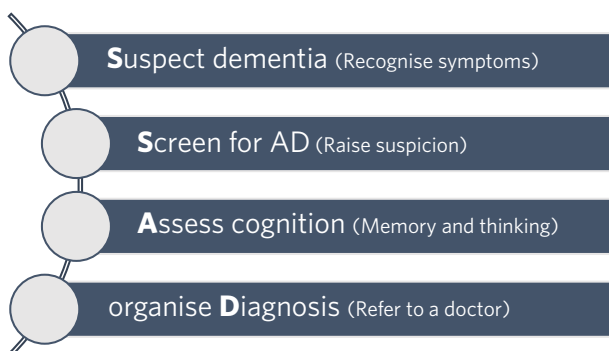 Suspect dementia (Recognise symptoms)
Screen for AD (Raise suspicion)
Assess cognition (Memory and thinking)
organise Diagnosis (Refer to a doctor)